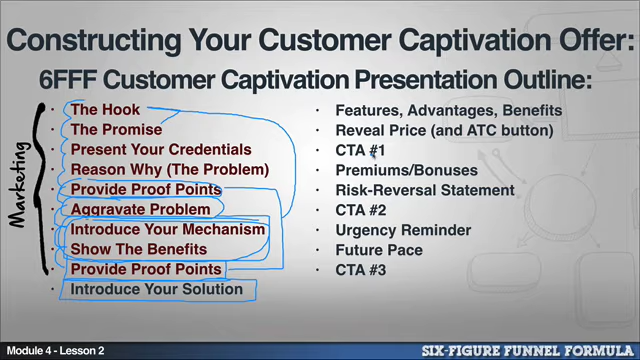 Constructing Your Customer Captivation Offer:
6FFF Customer Captivation Presentation Outline:
Marketing
· The Hook
· The Promise
· Present Your Credentials
· Reason Why (The Problem)
· Provide Proof Points
· Aggravate Problem
· Introduce Your Mechanism
· Show The Benefits
· Provide Proof Points
· Introduce Your Solution
· Features, Advantages, Benefits
· Reveal Price (and ATC button)
· CTA #1
· Premiums/Bonuses
· Risk-Reversal Statement
· CTA #2
· Urgency Reminder
· Future Pace
· CTA #3
Module 4 - Lesson 2
SIX-FIGURE FUNNEL FORMULA